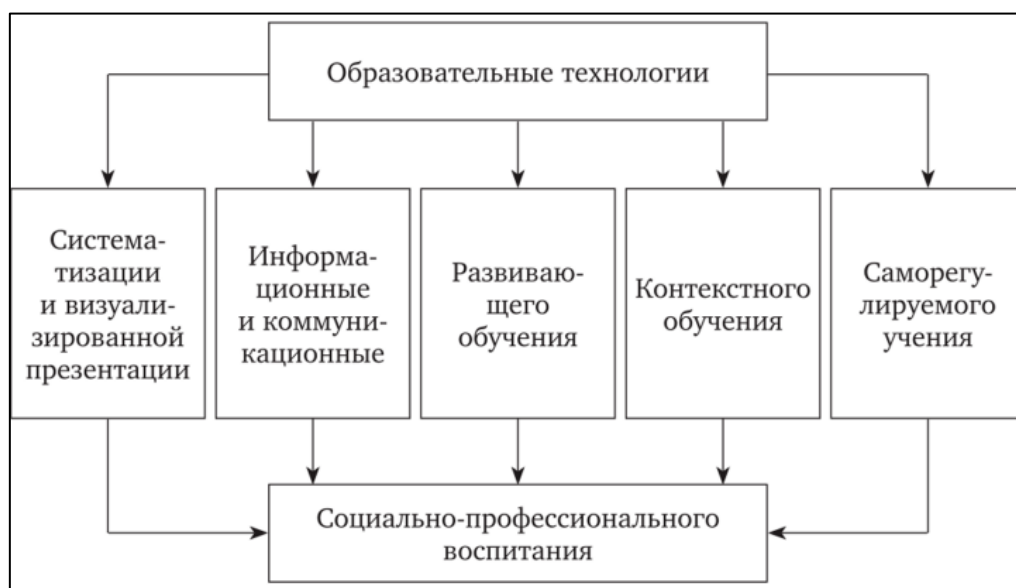 Образовательные технологии
Система-
тизации
и визуали-
зированной
презентации
Информа-
ционные
и коммуни-
кационные
Развиваю-
щего
обучения
Контекстного
обучения
Саморегу-
лируемого
учения
Социально-профессионального
воспитания